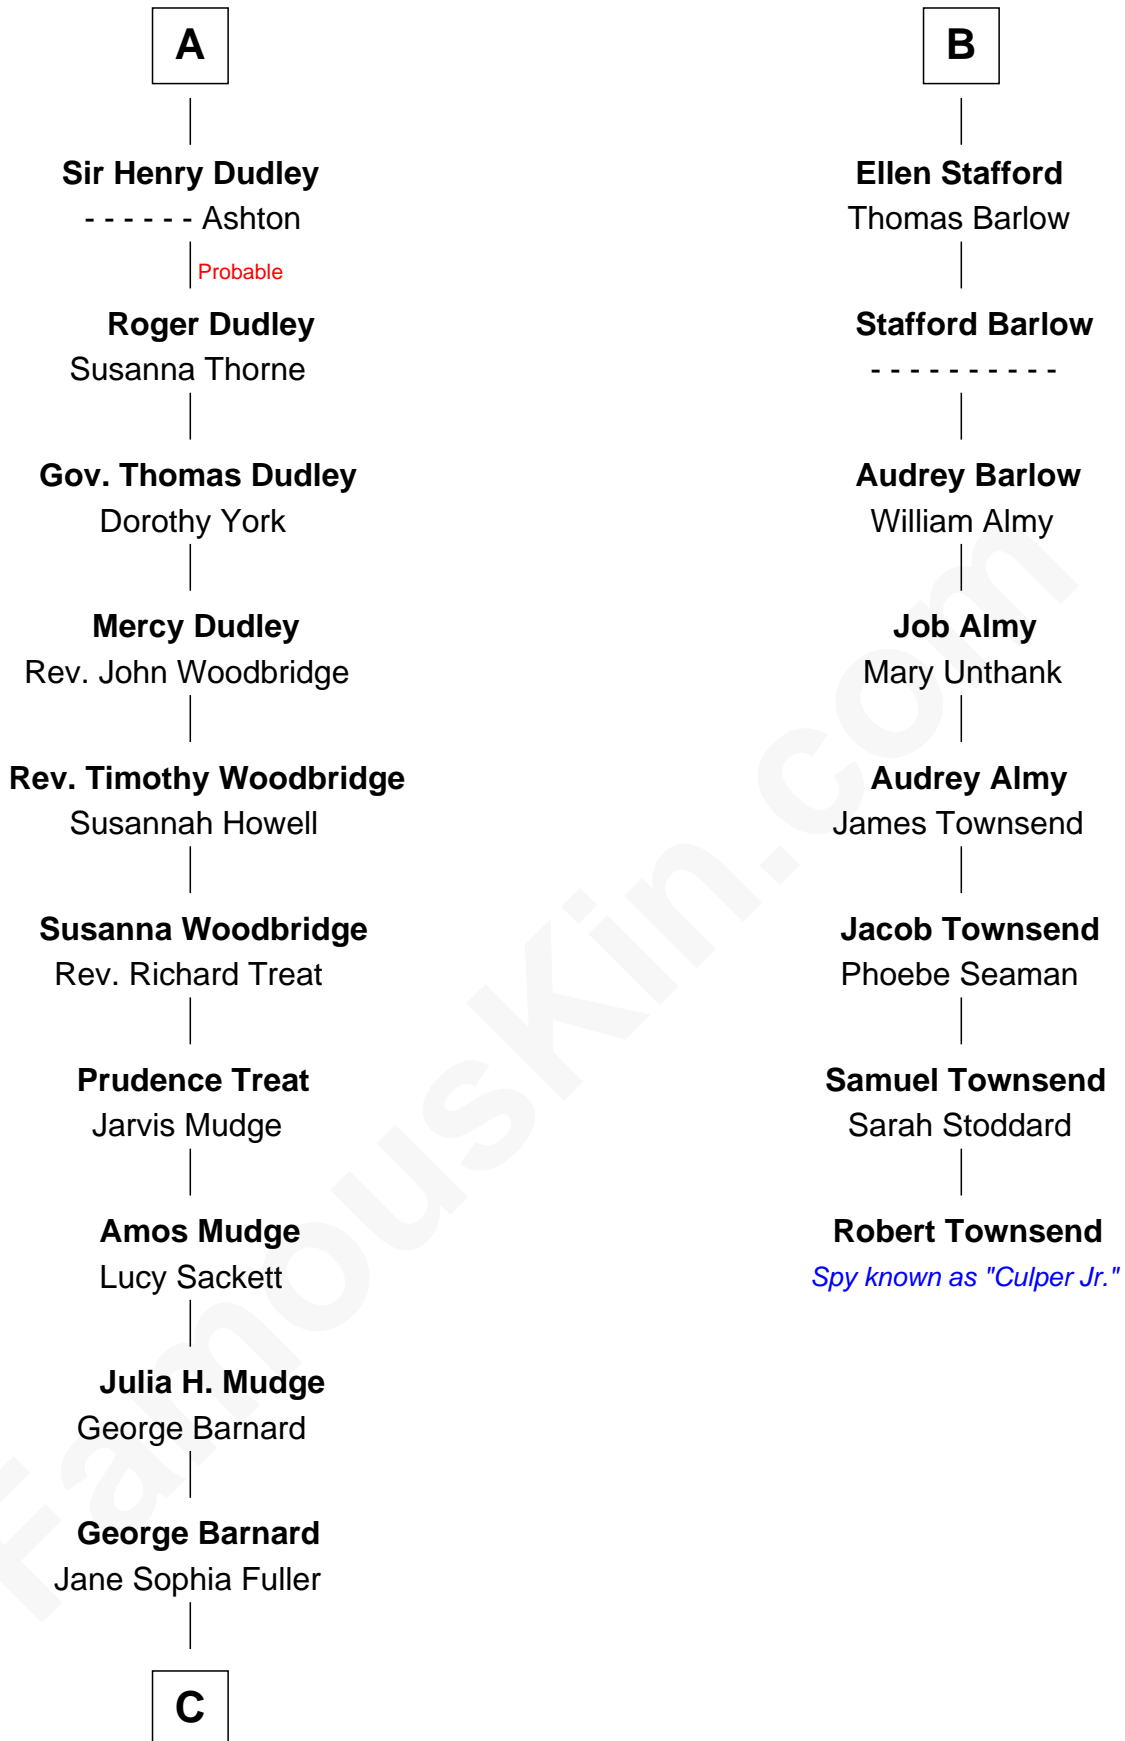 A
Sir Henry Dudley
- - - - - - Ashton
Probable
Roger Dudley
Susanna Thorne
Gov. Thomas Dudley
Dorothy York
Mercy Dudley
Rev. John Woodbridge
Rev. Timothy Woodbridge
Susannah Howell
Susanna Woodbridge
Rev. Richard Treat
Prudence Treat
Jarvis Mudge
Amos Mudge
Lucy Sackett
Julia H. Mudge
George Barnard
George Barnard
Jane Sophia Fuller
C
B
Ellen Stafford
Thomas Barlow
Stafford Barlow
- - - - - - - - - -
Audrey Barlow
William Almy
Job Almy
Mary Unthank
Audrey Almy
James Townsend
Jacob Townsend
Phoebe Seaman
Samuel Townsend
Sarah Stoddard
Robert Townsend
Spy known as "Culper Jr."
FamousKin.com